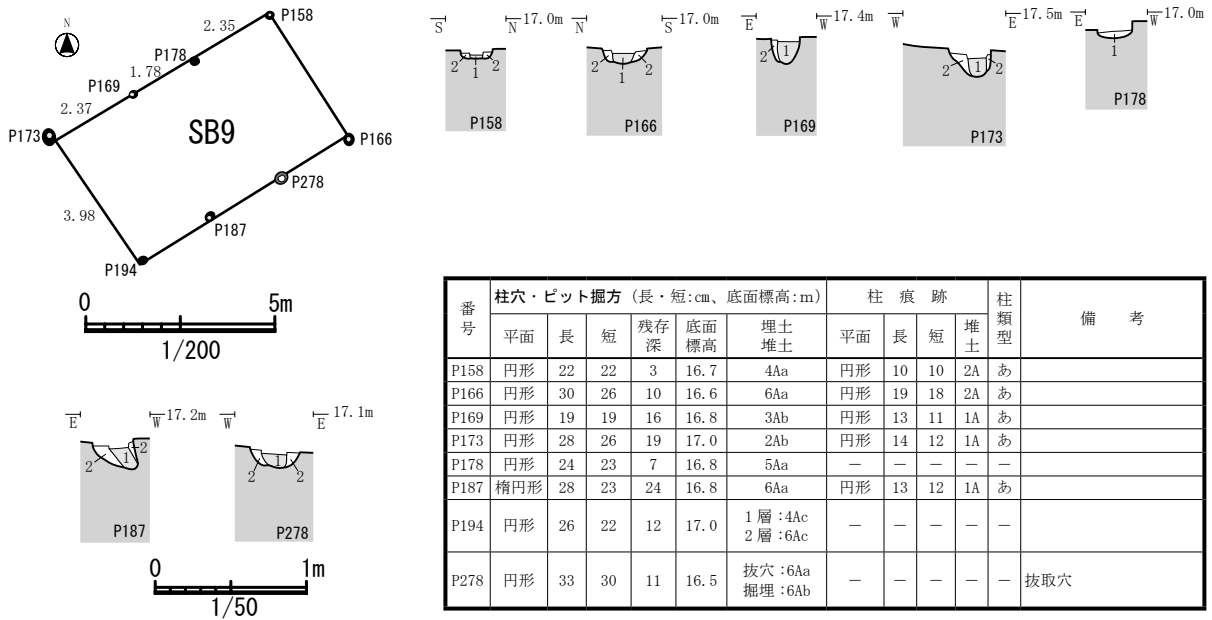 N
P158
2.35
P178
1.78
P169
2.37
P173
SB9
P166
P278
3.98
P187
P194
0 5m
1/200
S N 17.0m
2 1 2
P158
N S 17.0m
2 1 2
P166
E W 17.4m
2 1
P169
W E 17.5m
2 1 2
P173
E W 17.0m
1
P178
E W 17.2m
2 1 2
P187
W E 17.1m
2 1 2
P278
0 1m
1/50
番号 柱穴・ピット掘方(長・短:㎝、底面標高:m) 柱痕跡 柱類型 備考
平面 長 短 残存深 底面標高 埋土堆土 平面 長 短 堆土
P158 円形 22 22 3 16.7 4Aa 円形 10 10 2A あ
P166 円形 30 26 10 16.6 6Aa 円形 19 18 2A あ
P169 円形 19 19 16 16.8 3Ab 円形 13 11 1A あ
P173 円形 28 26 19 17.0 2Ab 円形 14 12 1A あ
P178 円形 24 23 7 16.8 5Aa − − − − −
P187 楕円形 28 23 24 16.8 6Aa 円形 13 12 1A あ
P194 円形 26 22 12 17.0 1層:4Ac 2層:6Ac − − − − −
P278 円形 33 30 11 16.5 抜穴:6Aa 掘埋:6Ab − − − − − 抜取穴